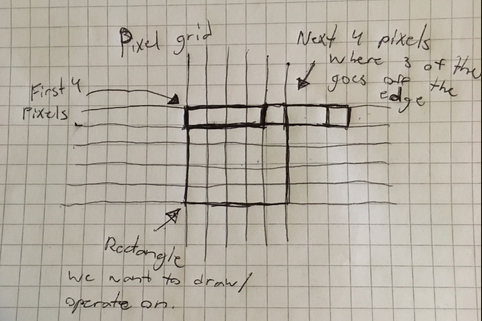 Pixel grid
Next 4 pixels
where 3 of the
goes off
the
edge
First 4
Pixels
Rectangle
we want to draw/
operate on.